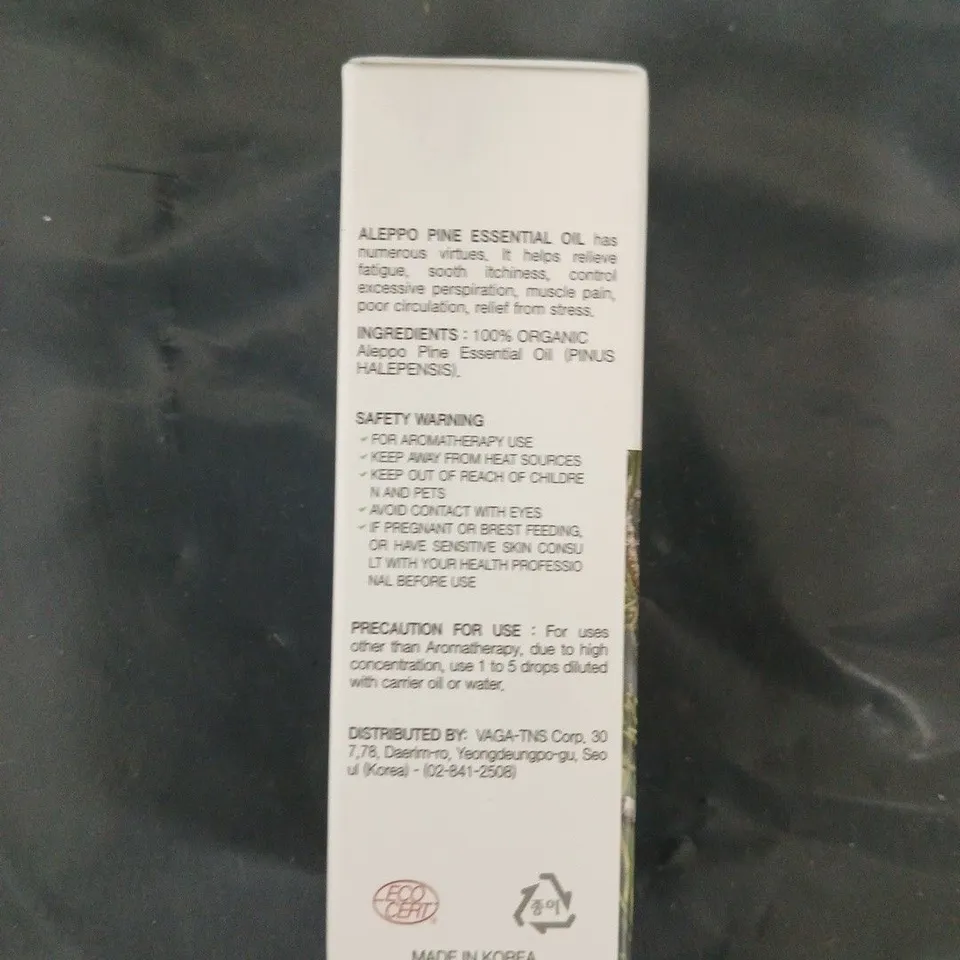 ALEPPO PINE ESSENTIAL OIL has
numerous virtues. It helps relieve
fatigue, sooth itchiness, control
excessive perspiration, muscle pain,
poor circulation, relief from stress.
INGREDIENTS : 100% ORGANIC
Aleppo Pine Essential Oil (PINUS
HALEPENSIS).
SAFETY WARNING
✓ FOR AROMATHERAPY USE
✓ KEEP AWAY FROM HEAT SOURCES
✓ KEEP OUT OF REACH OF CHILDRE
N AND PETS
✓ AVOID CONTACT WITH EYES
✓ IF PREGNANT OR BREST FEEDING,
OR HAVE SENSITIVE SKIN CONSU
LT WITH YOUR HEALTH PROFESSIO
NAL BEFORE USE
PRECAUTION FOR USE : For uses
other than Aromatherapy, due to high
concentration, use 1 to 5 drops diluted
with carrier oil or water.
DISTRIBUTED BY: VAGA-TNS Corp. 30
7,78, Daerim-ro, Yeongdeungpo-gu, Seo
ul (Korea) - (02-841-2508)
ECO
CERT
종이
MADE IN KOREA